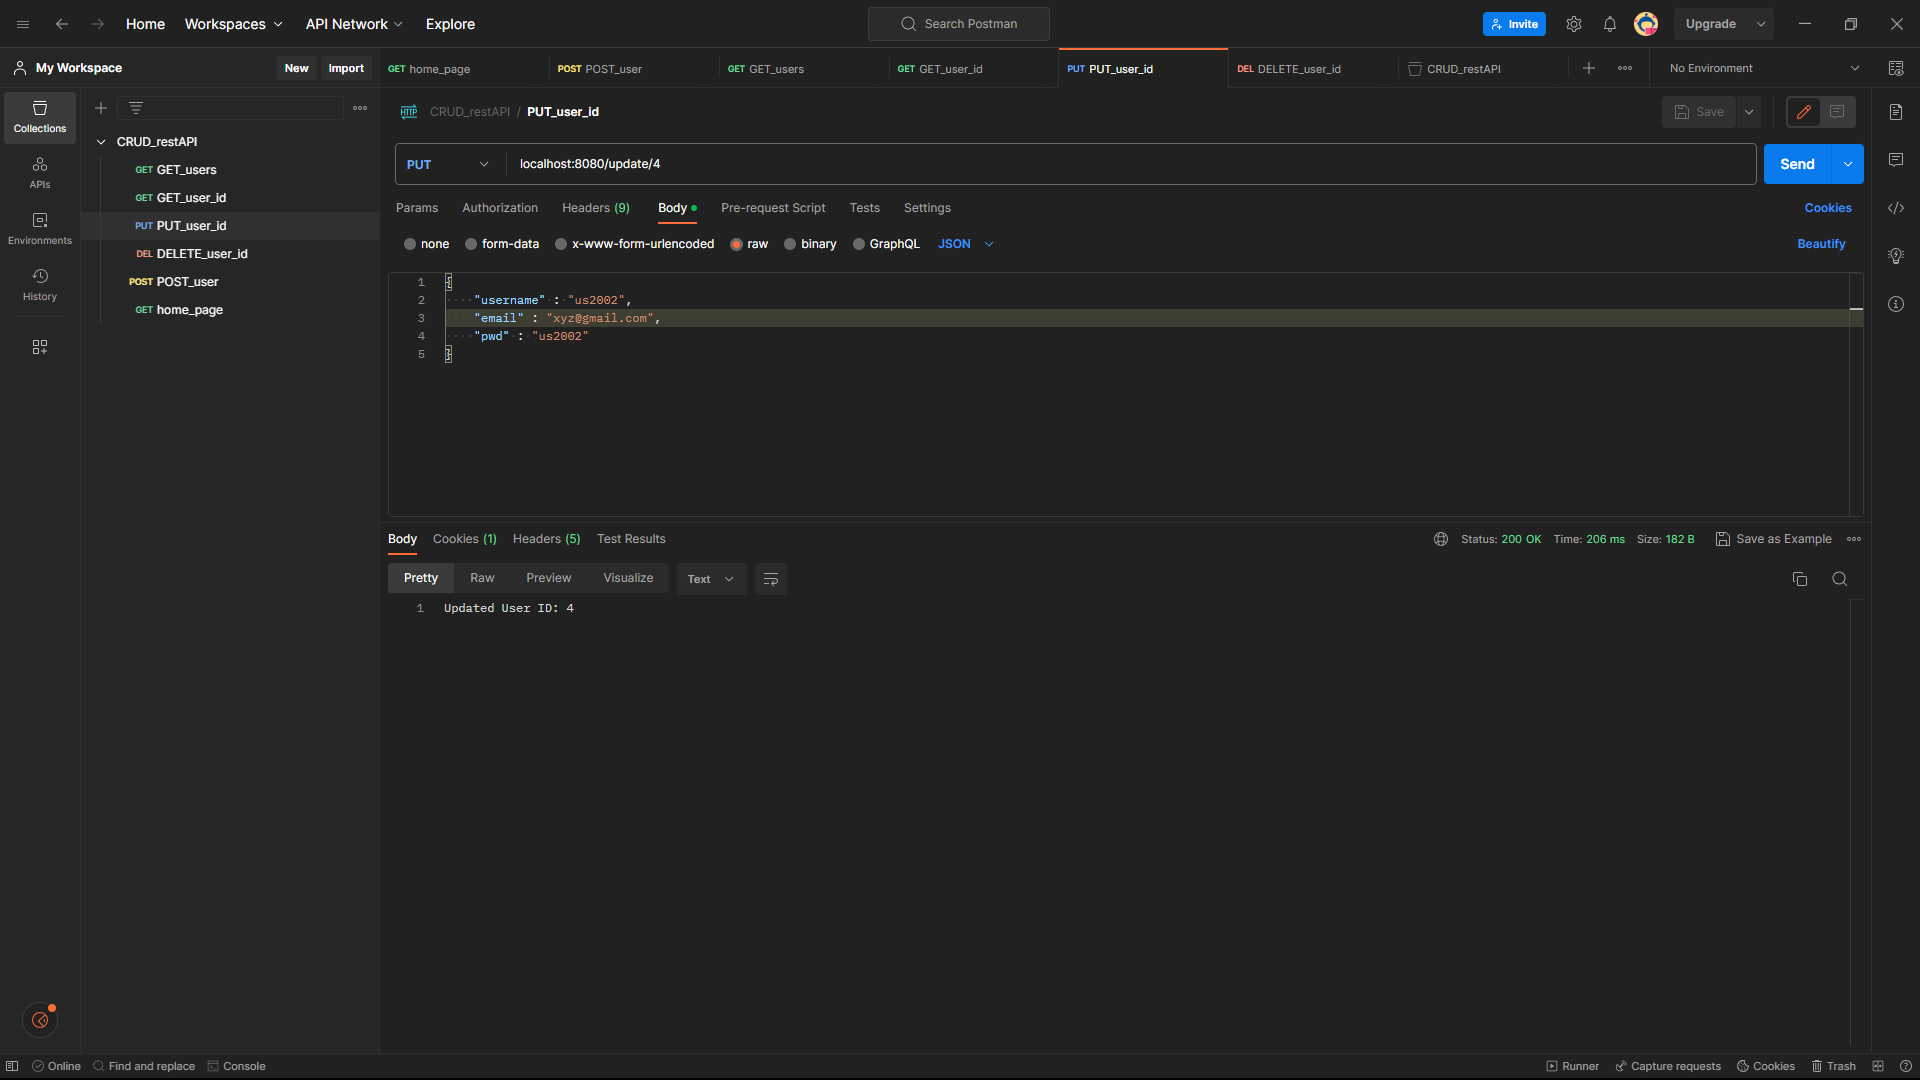 Home Workspaces API Network Explore Search Postman Invite Upgrade
My Workspace New Import GET home_page POST POST_user GET GET_users GET GET_user_id PUT PUT_user_id DEL DELETE_user_id CRUD_restAPI No Environment
Collections
APIs
Environments
History
CRUD_restAPI
GET GET_users
GET GET_user_id
PUT PUT_user_id
DEL DELETE_user_id
POST POST_user
GET home_page
HTTP CRUD_restAPI / PUT_user_id Save
PUT localhost:8080/update/4 Send
Params Authorization Headers (9) Body Pre-request Script Tests Settings Cookies
none form-data x-www-form-urlencoded raw binary GraphQL JSON Beautify
1 {
2 "username" : "us2002",
3 "email" : "xyz@gmail.com",
4 "pwd" : "us2002"
5 }
Body Cookies (1) Headers (5) Test Results Status: 200 OK Time: 206 ms Size: 182 B Save as Example
Pretty Raw Preview Visualize Text
1 Updated User ID: 4
Online Find and replace Console Runner Capture requests Cookies Trash